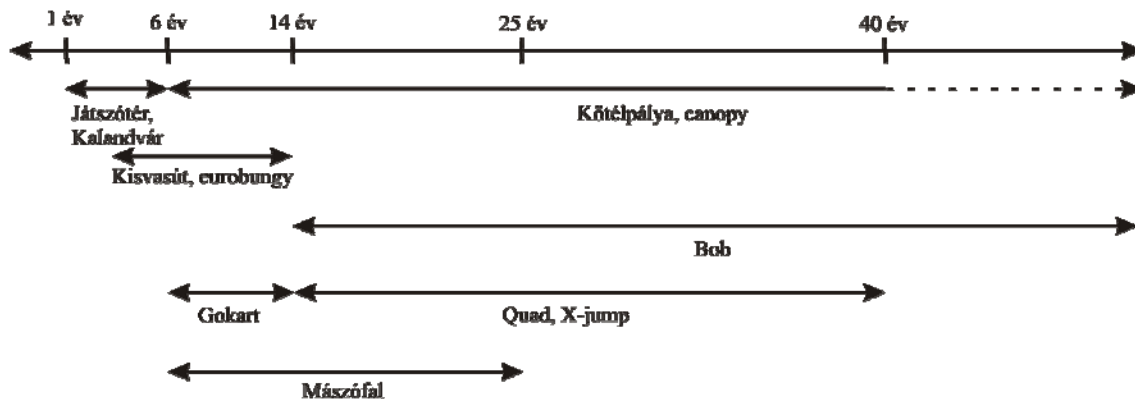 1 év 6 év 14 év 25 év 40 év
Játszótér,
Kalandvár
Kötélpálya, canopy
Kisvasút, eurobungy
Bob
Gokart
Quad, X-jump
Mászófal